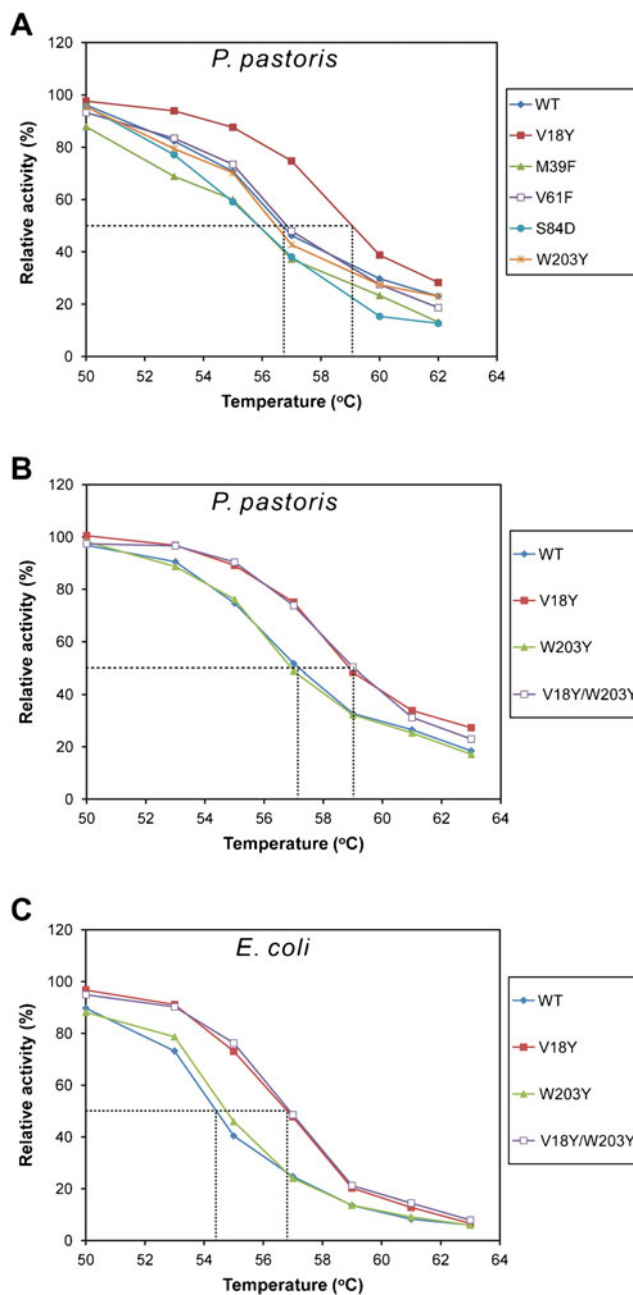 A
P. pastoris
Relative activity (%)
120
100
80
60
40
20
0
50 52 54 56 58 60 62 64
Temperature (oC)
WT
V18Y
M39F
V61F
S84D
W203Y
B
P. pastoris
Relative activity (%)
120
100
80
60
40
20
0
50 52 54 56 58 60 62 64
Temperature (oC)
WT
V18Y
W203Y
V18Y/W203Y
C
E. coli
Relative activity (%)
120
100
80
60
40
20
0
50 52 54 56 58 60 62 64
Temperature (oC)
WT
V18Y
W203Y
V18Y/W203Y